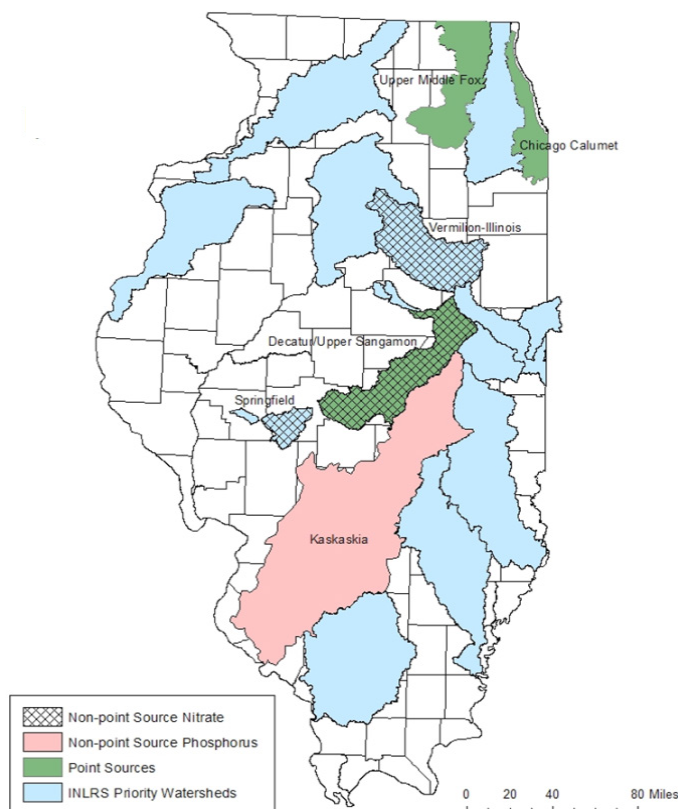 Upper Middle Fox
Chicago Calumet
Vermilion-Illinois
Decatur/Upper Sangamon
Springfield
Kaskaskia
Non-point Source Nitrate
Non-point Source Phosphorus
Point Sources
INLRS Priority Watersheds
0 20 40 80 Miles